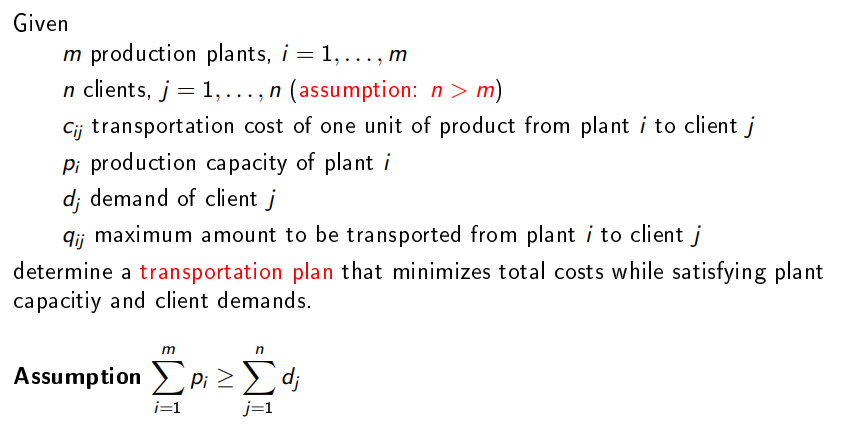 Given
m production plants, i = 1, . . . , m
n clients, j = 1, . . . , n (assumption: n > m)
c_{ij} transportation cost of one unit of product from plant i to client j
p_i production capacity of plant i
d_j demand of client j
q_{ij} maximum amount to be transported from plant i to client j
determine a transportation plan that minimizes total costs while satisfying plant
capacitiy and client demands.
Assumption \sum_{i=1}^{m} p_i ≥ \sum_{j=1}^{n} d_j